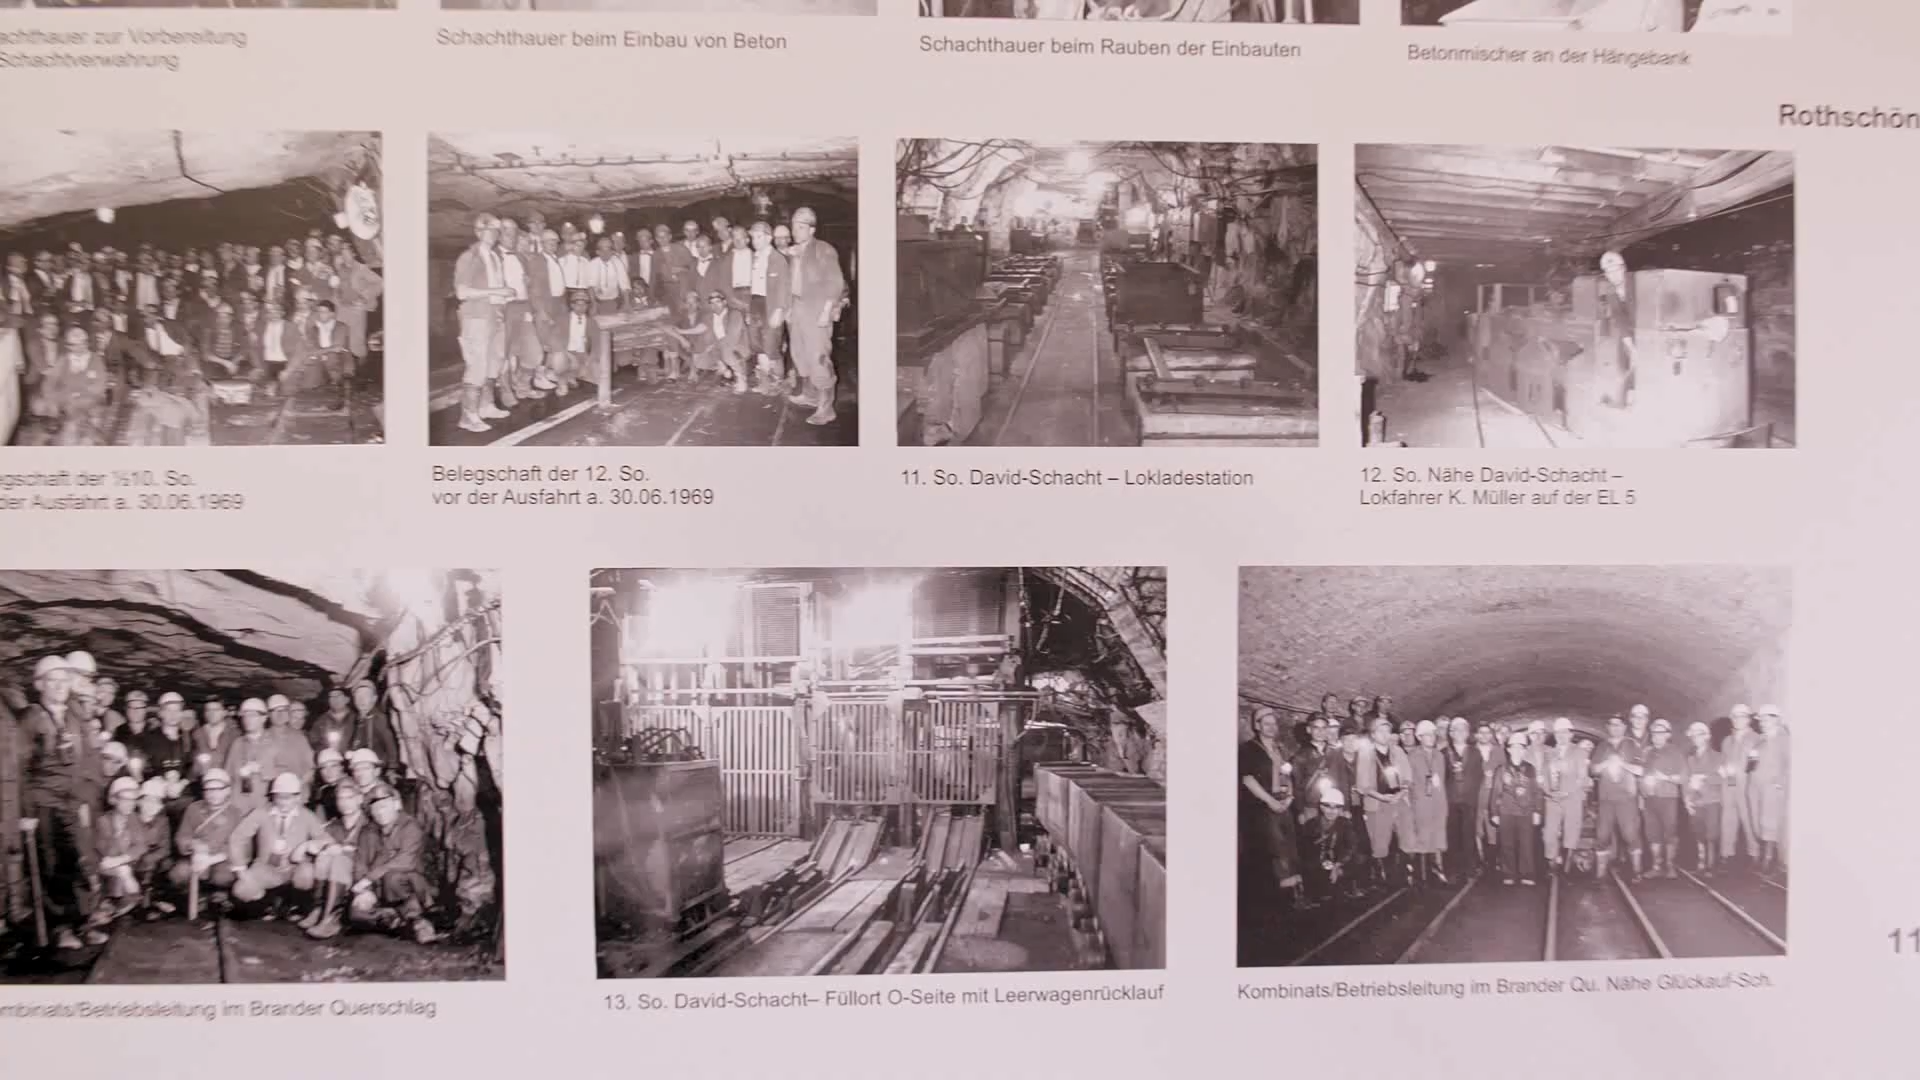 zur Vorbereitung
Schachtverwahrung
Schachthauer beim Einbau von Beton
Schachthauer beim Rauben der Einbauten
Betonmischer an der Hängebank
Rothschön
der ½10. So.
der Ausfahrt a. 30.06.1969
Belegschaft der 12. So.
vor der Ausfahrt a. 30.06.1969
11. So. David-Schacht – Lokladestation
12. So. Nähe David-Schacht –
Lokfahrer K. Müller auf der EL 5
mbinats/Betriebsleitung im Brander Querschlag
13. So. David-Schacht– Füllort O-Seite mit Leerwagenrücklauf
Kombinats/Betriebsleitung im Brander Qu. Nähe Glückauf-Sch.
11